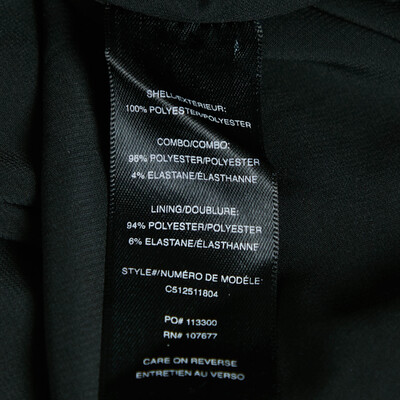 SHELL/EXTÉRIEUR:
100% POLYESTER/POLYESTER
COMBO/COMBO:
96% POLYESTER/POLYESTER
4% ELASTANE/ÉLASTHANNE
LINING/DOUBLURE:
94% POLYESTER/POLYESTER
6% ELASTANE/ÉLASTHANNE
STYLE#/NUMÉRO DE MODÈLE:
C512511804
PO# 113300
RN# 107677
CARE ON REVERSE
ENTRETIEN AU VERSO